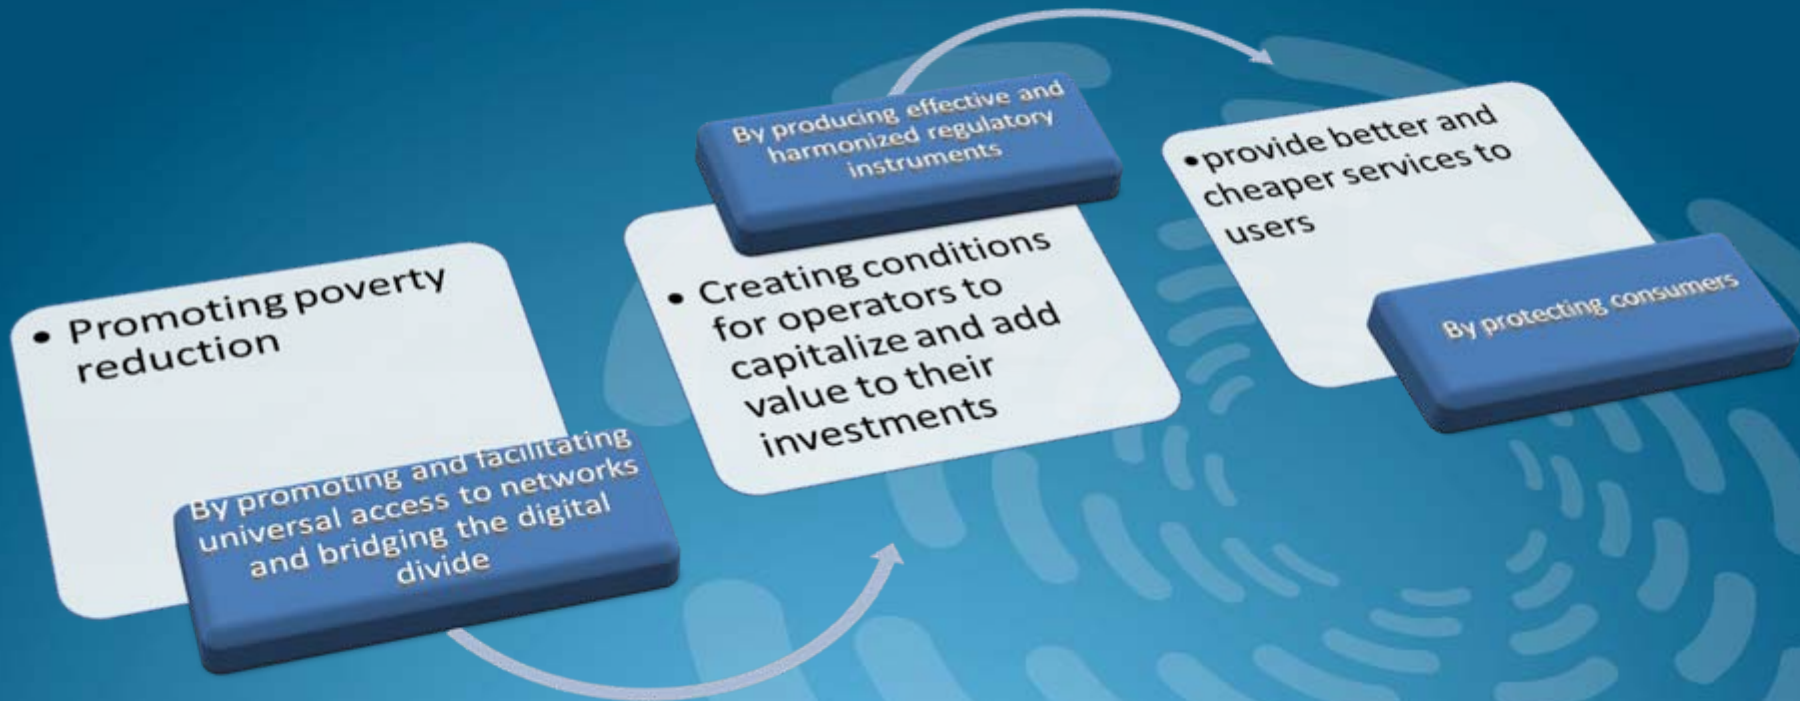 • Promoting poverty
reduction
By promoting and facilitating
universal access to networks
and bridging the digital
divide
By producing effective and
harmonized regulatory
instruments
• Creating conditions
for operators to
capitalize and add
value to their
investments
•provide better and
cheaper services to
users
By protecting consumers